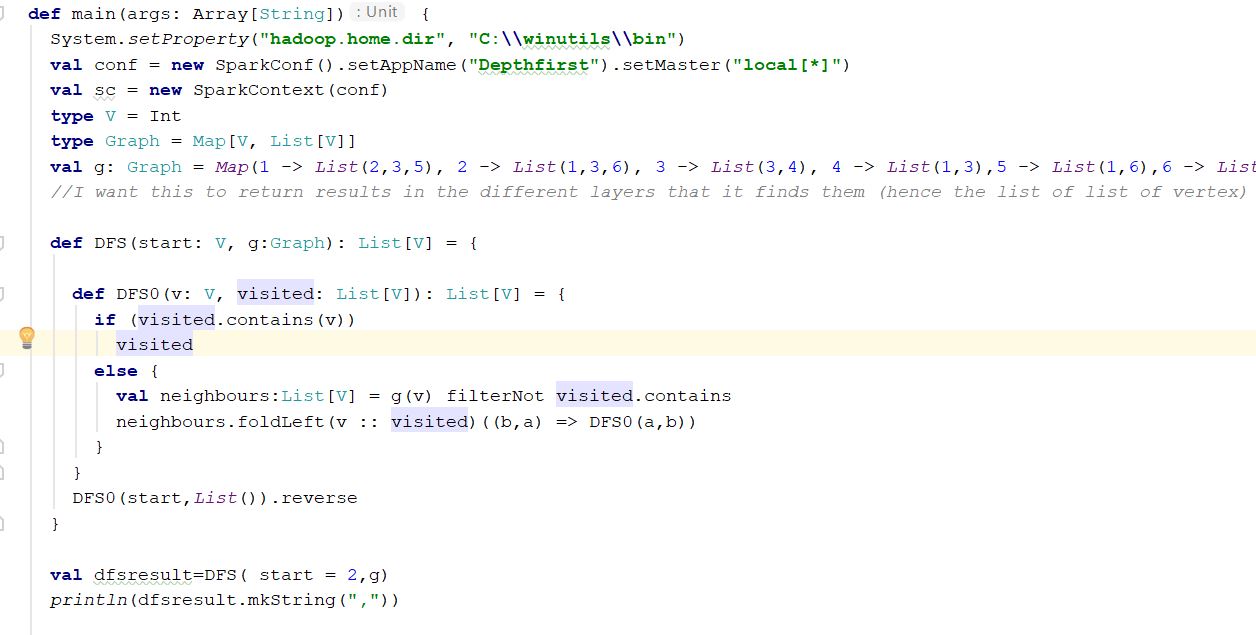 def main(args: Array[String]) : Unit {
System.setProperty("hadoop.home.dir", "C:\\winutils\\bin")
val conf = new SparkConf().setAppName("Depthfirst").setMaster("local[*]")
val sc = new SparkContext(conf)
type V = Int
type Graph = Map[V, List[V]]
val g: Graph = Map(1 -> List(2,3,5), 2 -> List(1,3,6), 3 -> List(3,4), 4 -> List(1,3),5 -> List(1,6),6 -> List
//I want this to return results in the different layers that it finds them (hence the list of list of vertex)
def DFS(start: V, g:Graph): List[V] = {
def DFS0(v: V, visited: List[V]): List[V] = {
if (visited.contains(v))
visited
else {
val neighbours:List[V] = g(v) filterNot visited.contains
neighbours.foldLeft(v :: visited)((b,a) => DFS0(a,b))
}
}
DFS0(start,List()).reverse
}
val dfsresult=DFS( start = 2,g)
println(dfsresult.mkString(","))